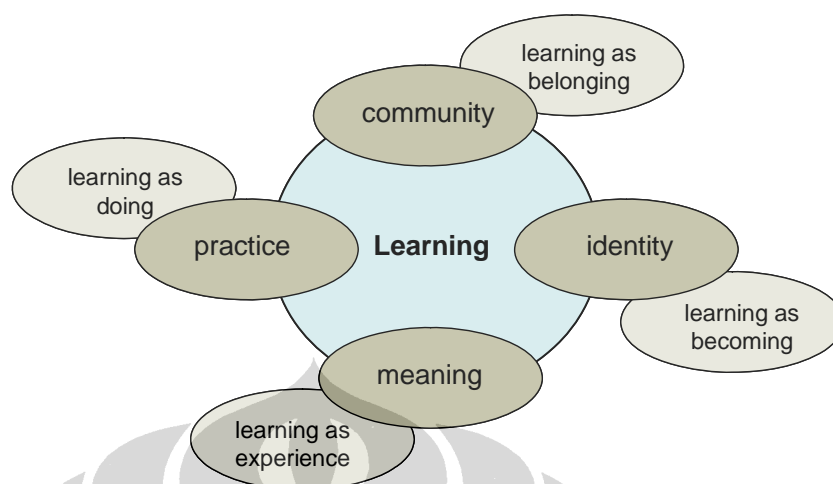 learning as
belonging
community
learning as
doing
practice
Learning
identity
learning as
becoming
meaning
learning as
experience